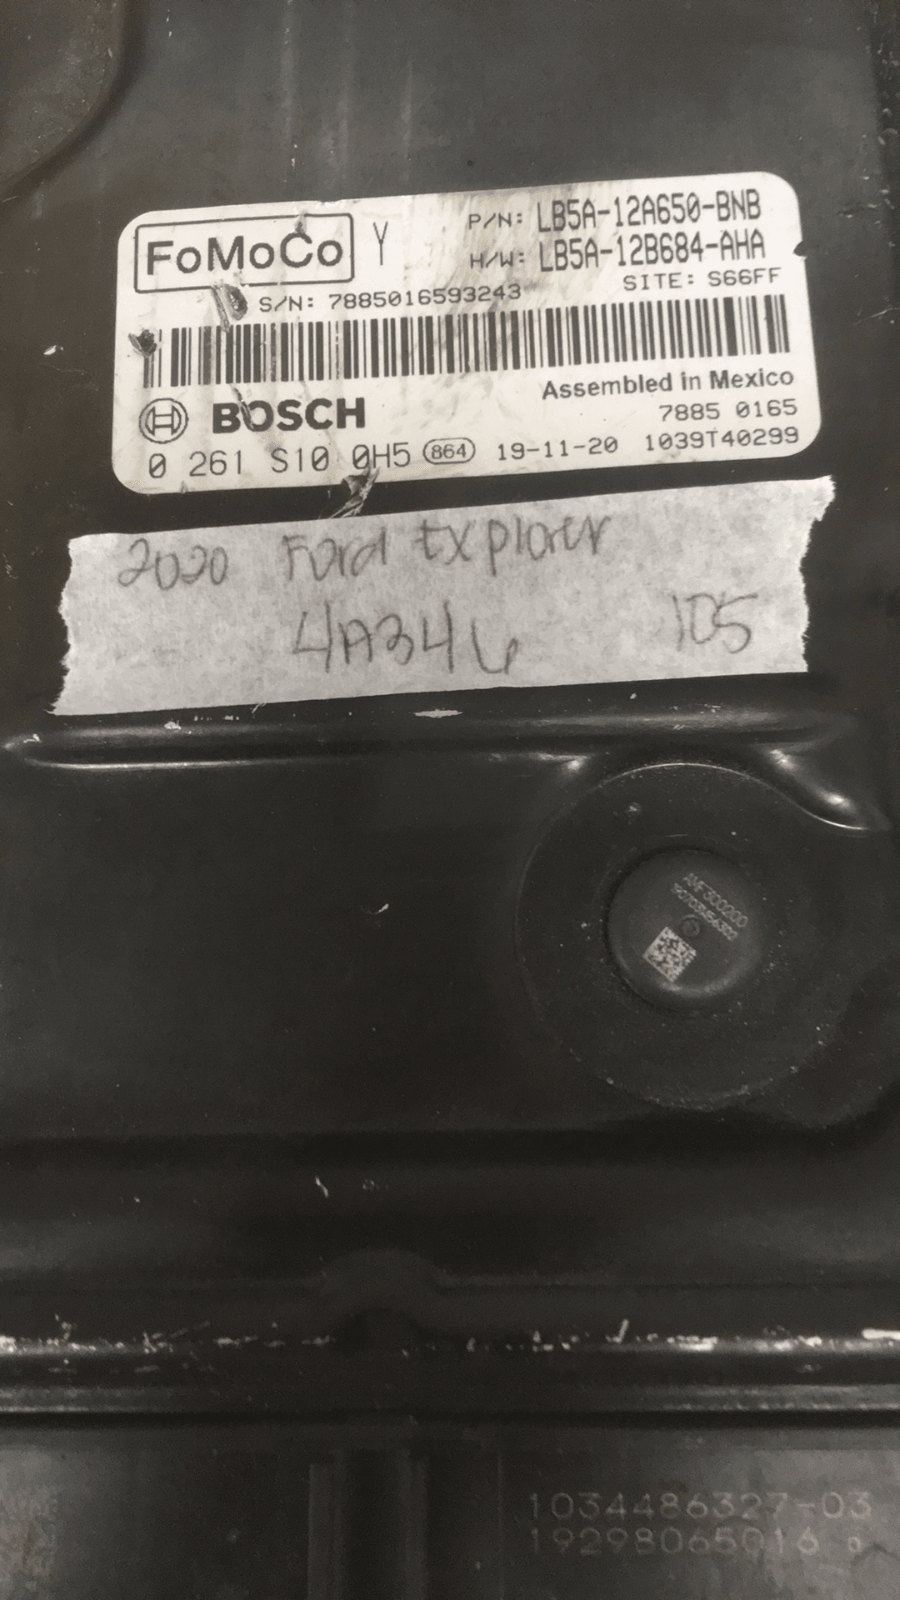 FoMoCo Y P/N: LB5A-12A650-BNB
H/W: LB5A-12B684-AHA
SITE: S66FF
S/N: 7885016593243
Assembled in Mexico
BOSCH 7885 0165
0 261 S10 0H5 864 19-11-20 1039T40299
2020 Ford Explorer
4A346 105
1034486327-03
19298065016